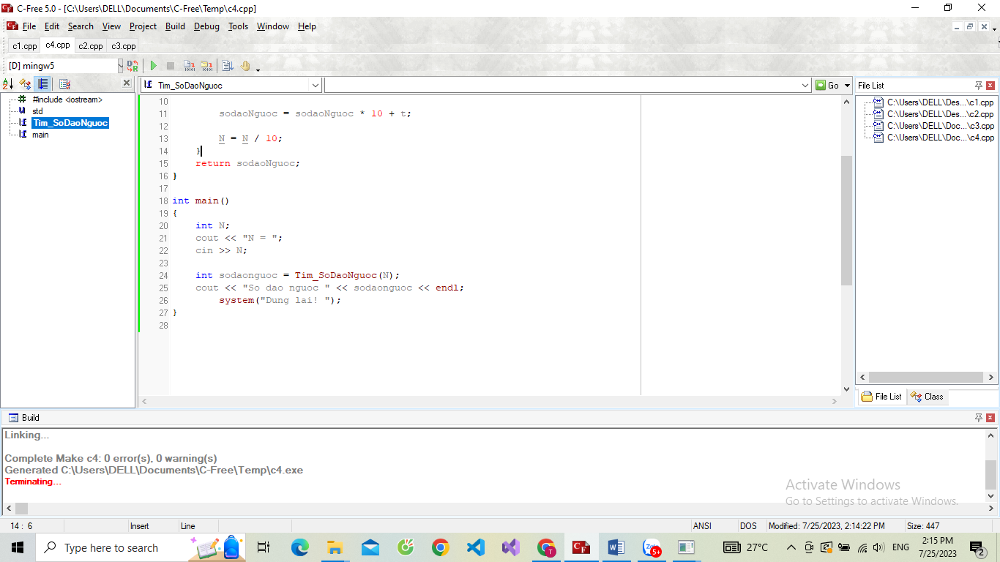 C-Free 5.0 - [C:\Users\DELL\Documents\C-Free\Temp\c4.cpp]
File Edit Search View Project Build Debug Tools Window Help
c1.cpp c4.cpp c2.cpp c3.cpp
[D] mingw5
Tim_SoDaoNguoc
Go
File List
#include <iostream>
std
Tim_SoDaoNguoc
main
10
11 sodaoNguoc = sodaoNguoc * 10 + t;
12
13 N = N / 10;
14 }
15 return sodaoNguoc;
16 }
17
18 int main()
19 {
20 int N;
21 cout << "N = ";
22 cin >> N;
23
24 int sodaonguoc = Tim_SoDaoNguoc(N);
25 cout << "So dao nguoc " << sodaonguoc << endl;
26 system("Dung lai! ");
27 }
28
C:\Users\DELL\Des...\c1.cpp
C:\Users\DELL\Des...\c2.cpp
C:\Users\DELL\Doc...\c3.cpp
C:\Users\DELL\Doc...\c4.cpp
File List Class
Build
Linking...
Complete Make c4: 0 error(s), 0 warning(s)
Generated C:\Users\DELL\Documents\C-Free\Temp\c4.exe
Terminating...
Activate Windows
Go to Settings to activate Windows.
14 : 6 Insert Line ANSI DOS Modified: 7/25/2023, 2:14:22 PM Size: 447
Type here to search
27°C
ENG
2:15 PM
7/25/2023
5+
2